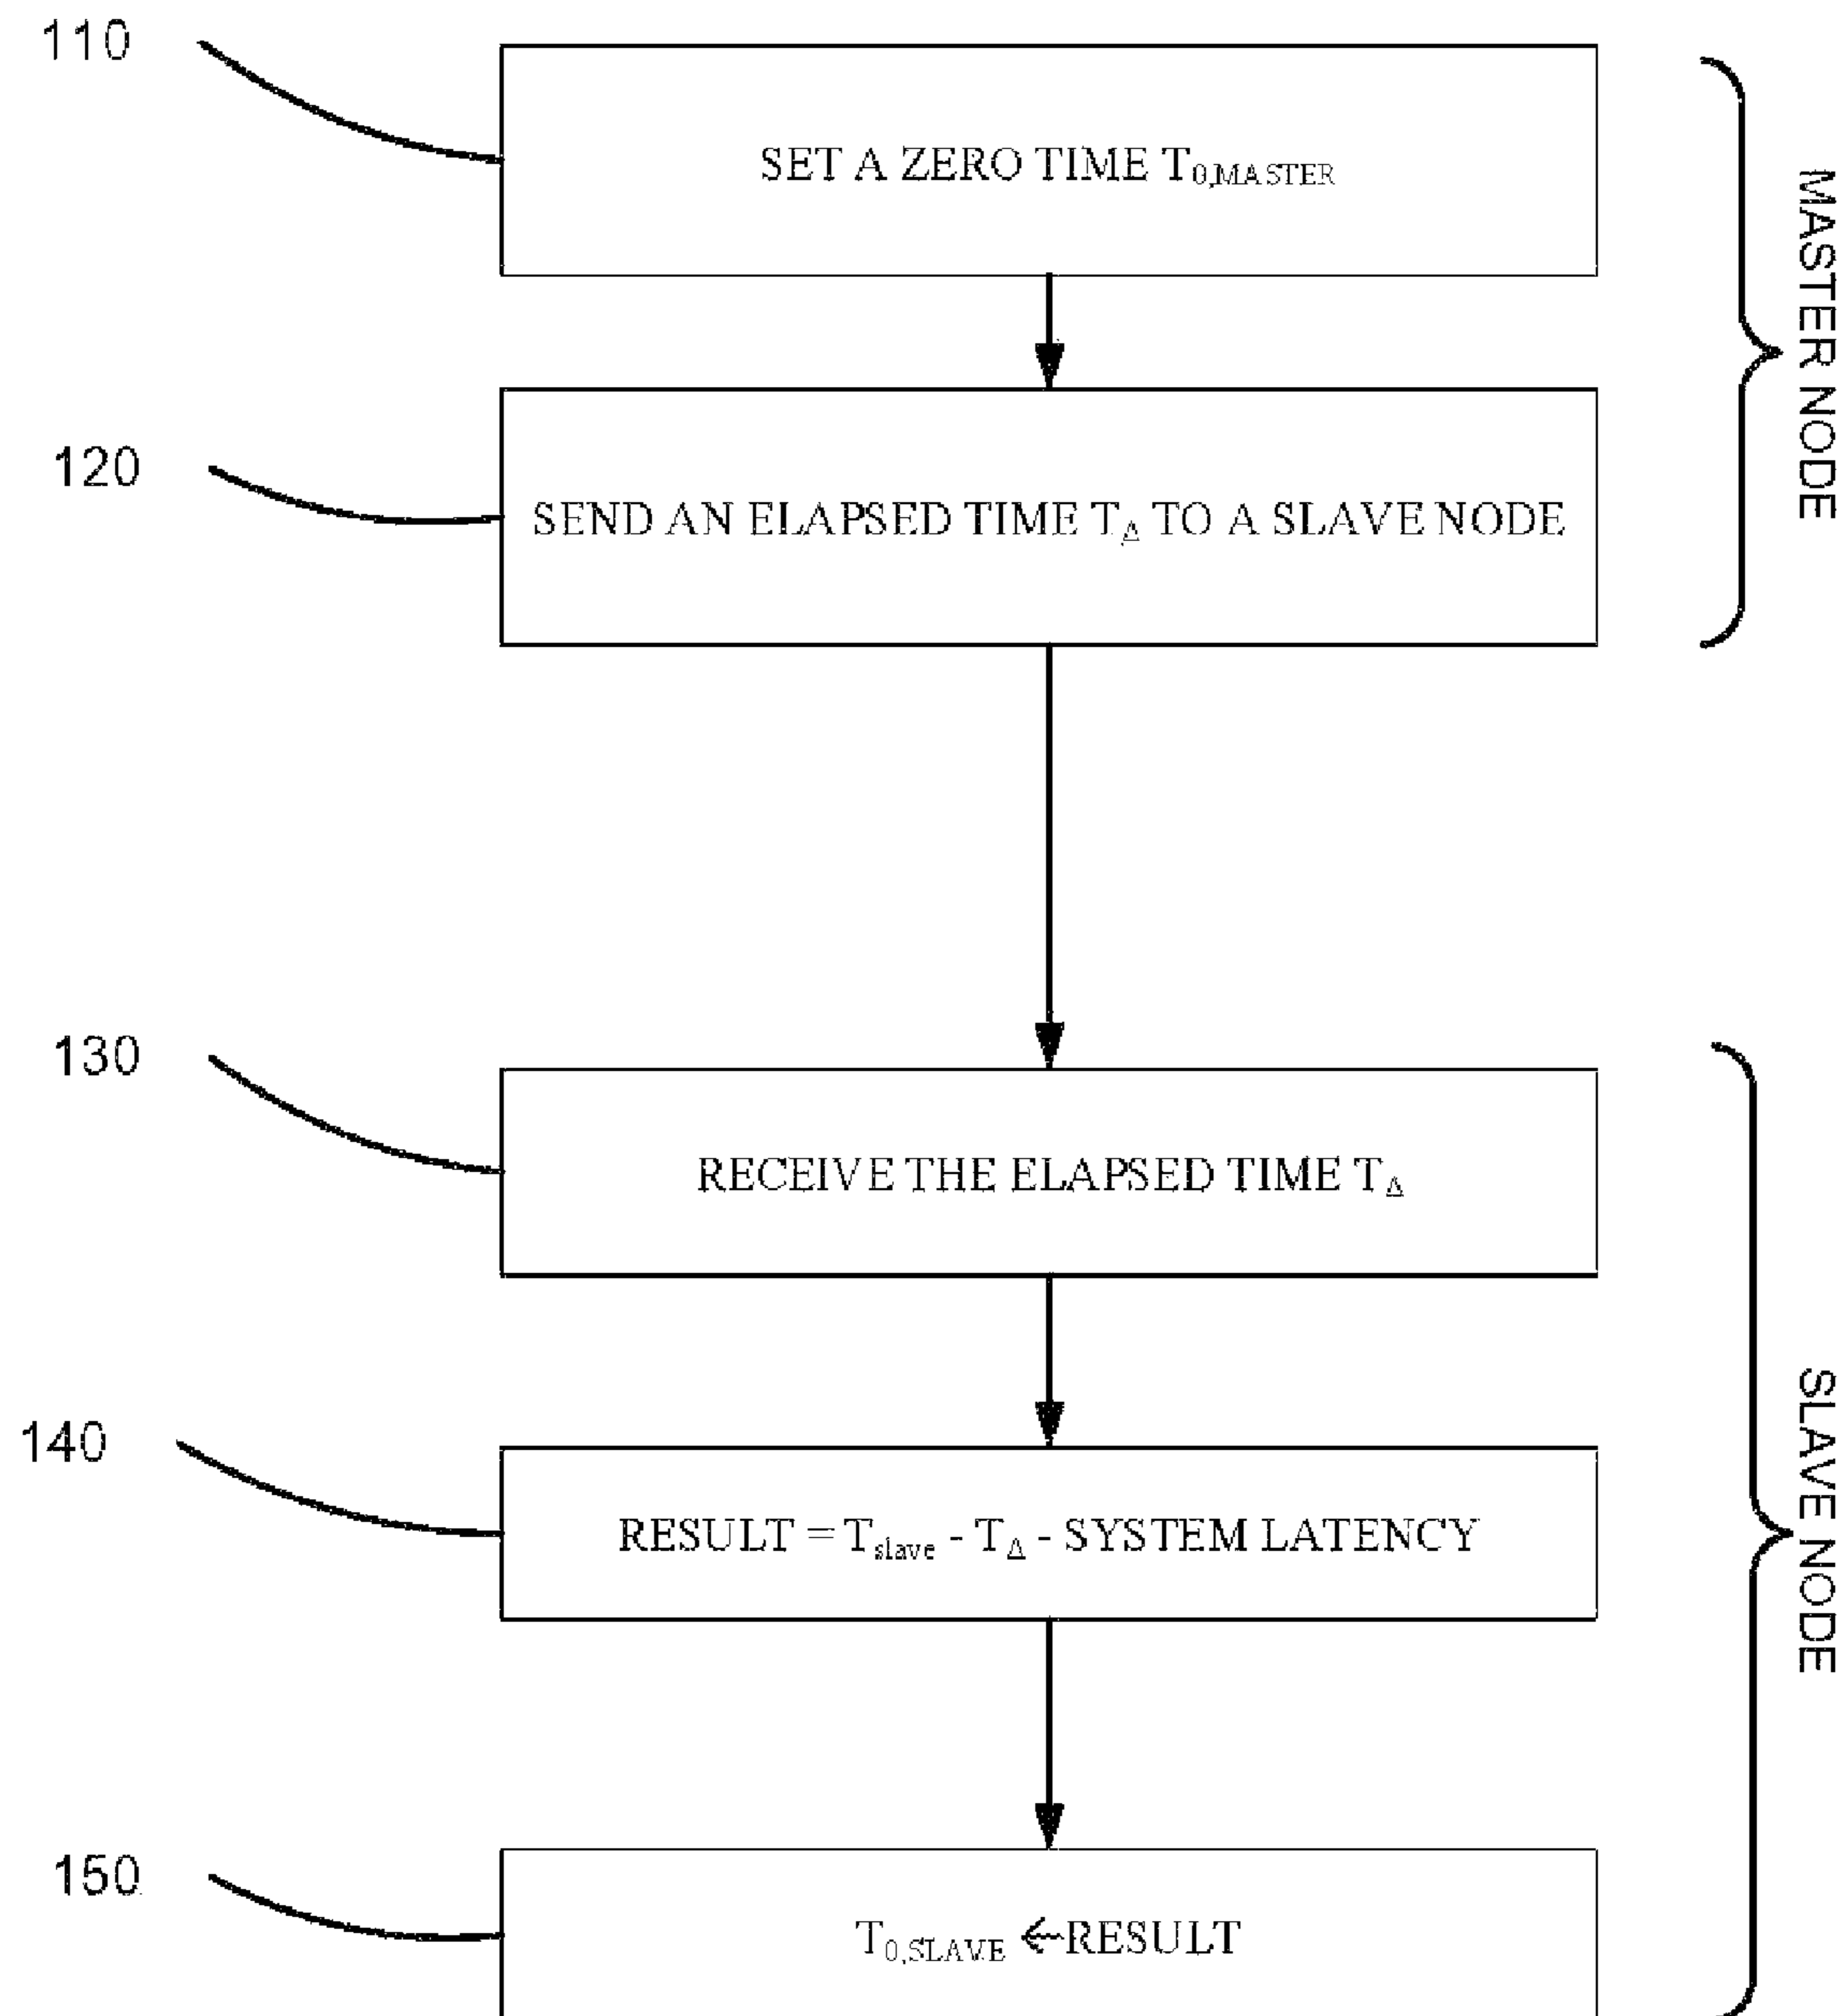 110
SET A ZERO TIME T0,MASTER
120
SEND AN ELAPSED TIME TΔ TO A SLAVE NODE
MASTER NODE
130
RECEIVE THE ELAPSED TIME TΔ
140
RESULT = Tslave - TΔ - SYSTEM LATENCY
150
T0,SLAVE ←RESULT
SLAVE NODE